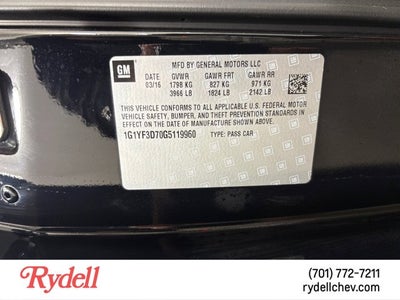 GM
MFD BY GENERAL MOTORS LLC
DATE GVWR GAWR FRT GAWR RR
03/16 1798 KG 827 KG 971 KG
3966 LB 1824 LB 2142 LB
THIS VEHICLE CONFORMS TO ALL APPLICABLE U.S. FEDERAL MOTOR
VEHICLE SAFETY, BUMPER, AND THEFT PREVENTION STANDARDS
IN EFFECT ON THE DATE OF MANUFACTURE SHOWN ABOVE.
1G1YF3D70G5119960 TYPE: PASS CAR
Rydell
(701) 772-7211
rydellchev.com